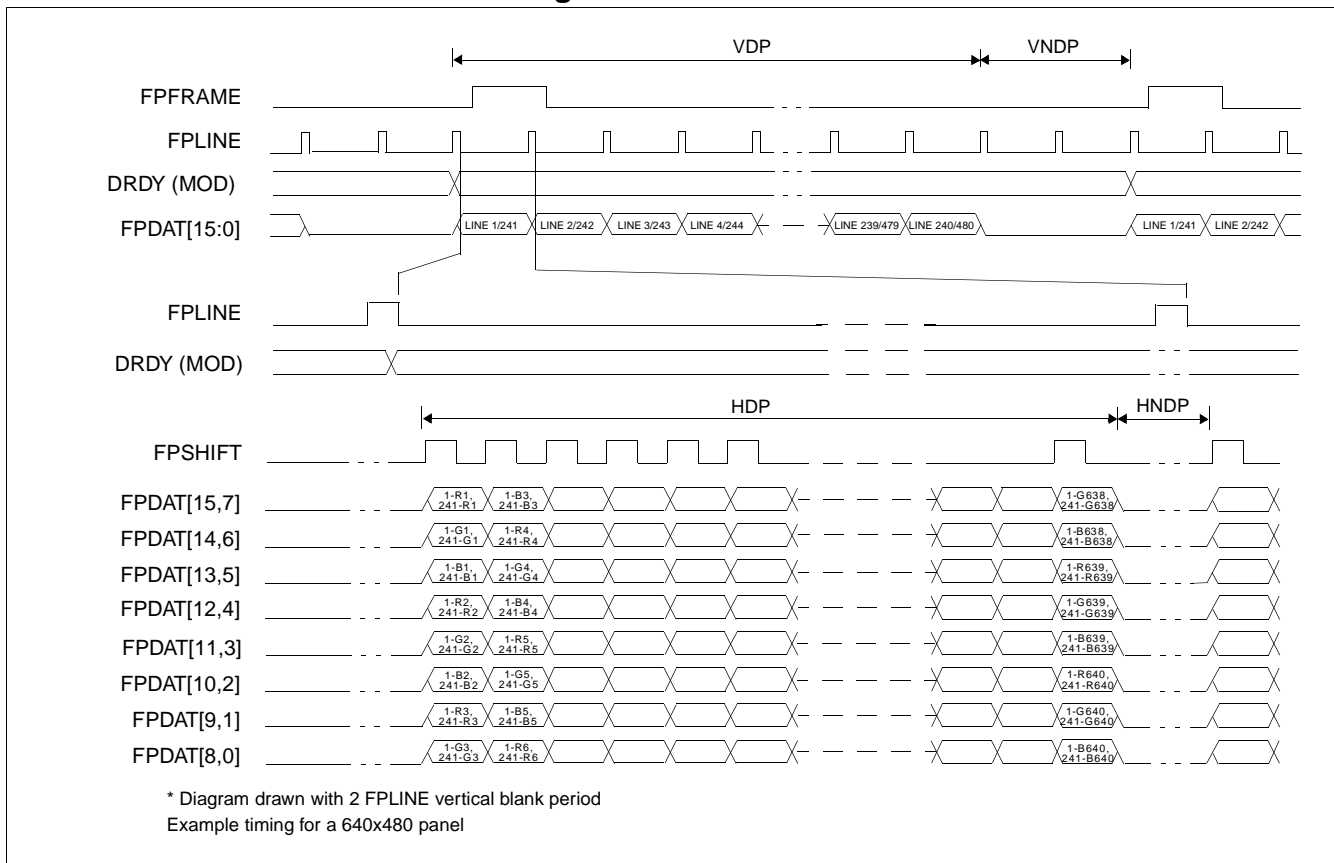 VDP VNDP
FPFRAME
FPLINE
DRDY (MOD)
FPDAT[15:0] LINE 1/241 LINE 2/242 LINE 3/243 LINE 4/244 LINE 239/479 LINE 240/480 LINE 1/241 LINE 2/242
FPLINE
DRDY (MOD)
HDP HNDP
FPSHIFT
FPDAT[15,7] 1-R1, 241-R1 1-B3, 241-B3 1-G638, 241-G638
FPDAT[14,6] 1-G1, 241-G1 1-R4, 241-R4 1-B638, 241-B638
FPDAT[13,5] 1-B1, 241-B1 1-G4, 241-G4 1-R639, 241-R639
FPDAT[12,4] 1-R2, 241-R2 1-B4, 241-B4 1-G639, 241-G639
FPDAT[11,3] 1-G2, 241-G2 1-R5, 241-R5 1-B639, 241-B639
FPDAT[10,2] 1-B2, 241-B2 1-G5, 241-G5 1-R640, 241-R640
FPDAT[9,1] 1-R3, 241-R3 1-B5, 241-B5 1-G640, 241-G640
FPDAT[8,0] 1-G3, 241-G3 1-R6, 241-R6 1-B640, 241-B640
* Diagram drawn with 2 FPLINE vertical blank period
Example timing for a 640x480 panel